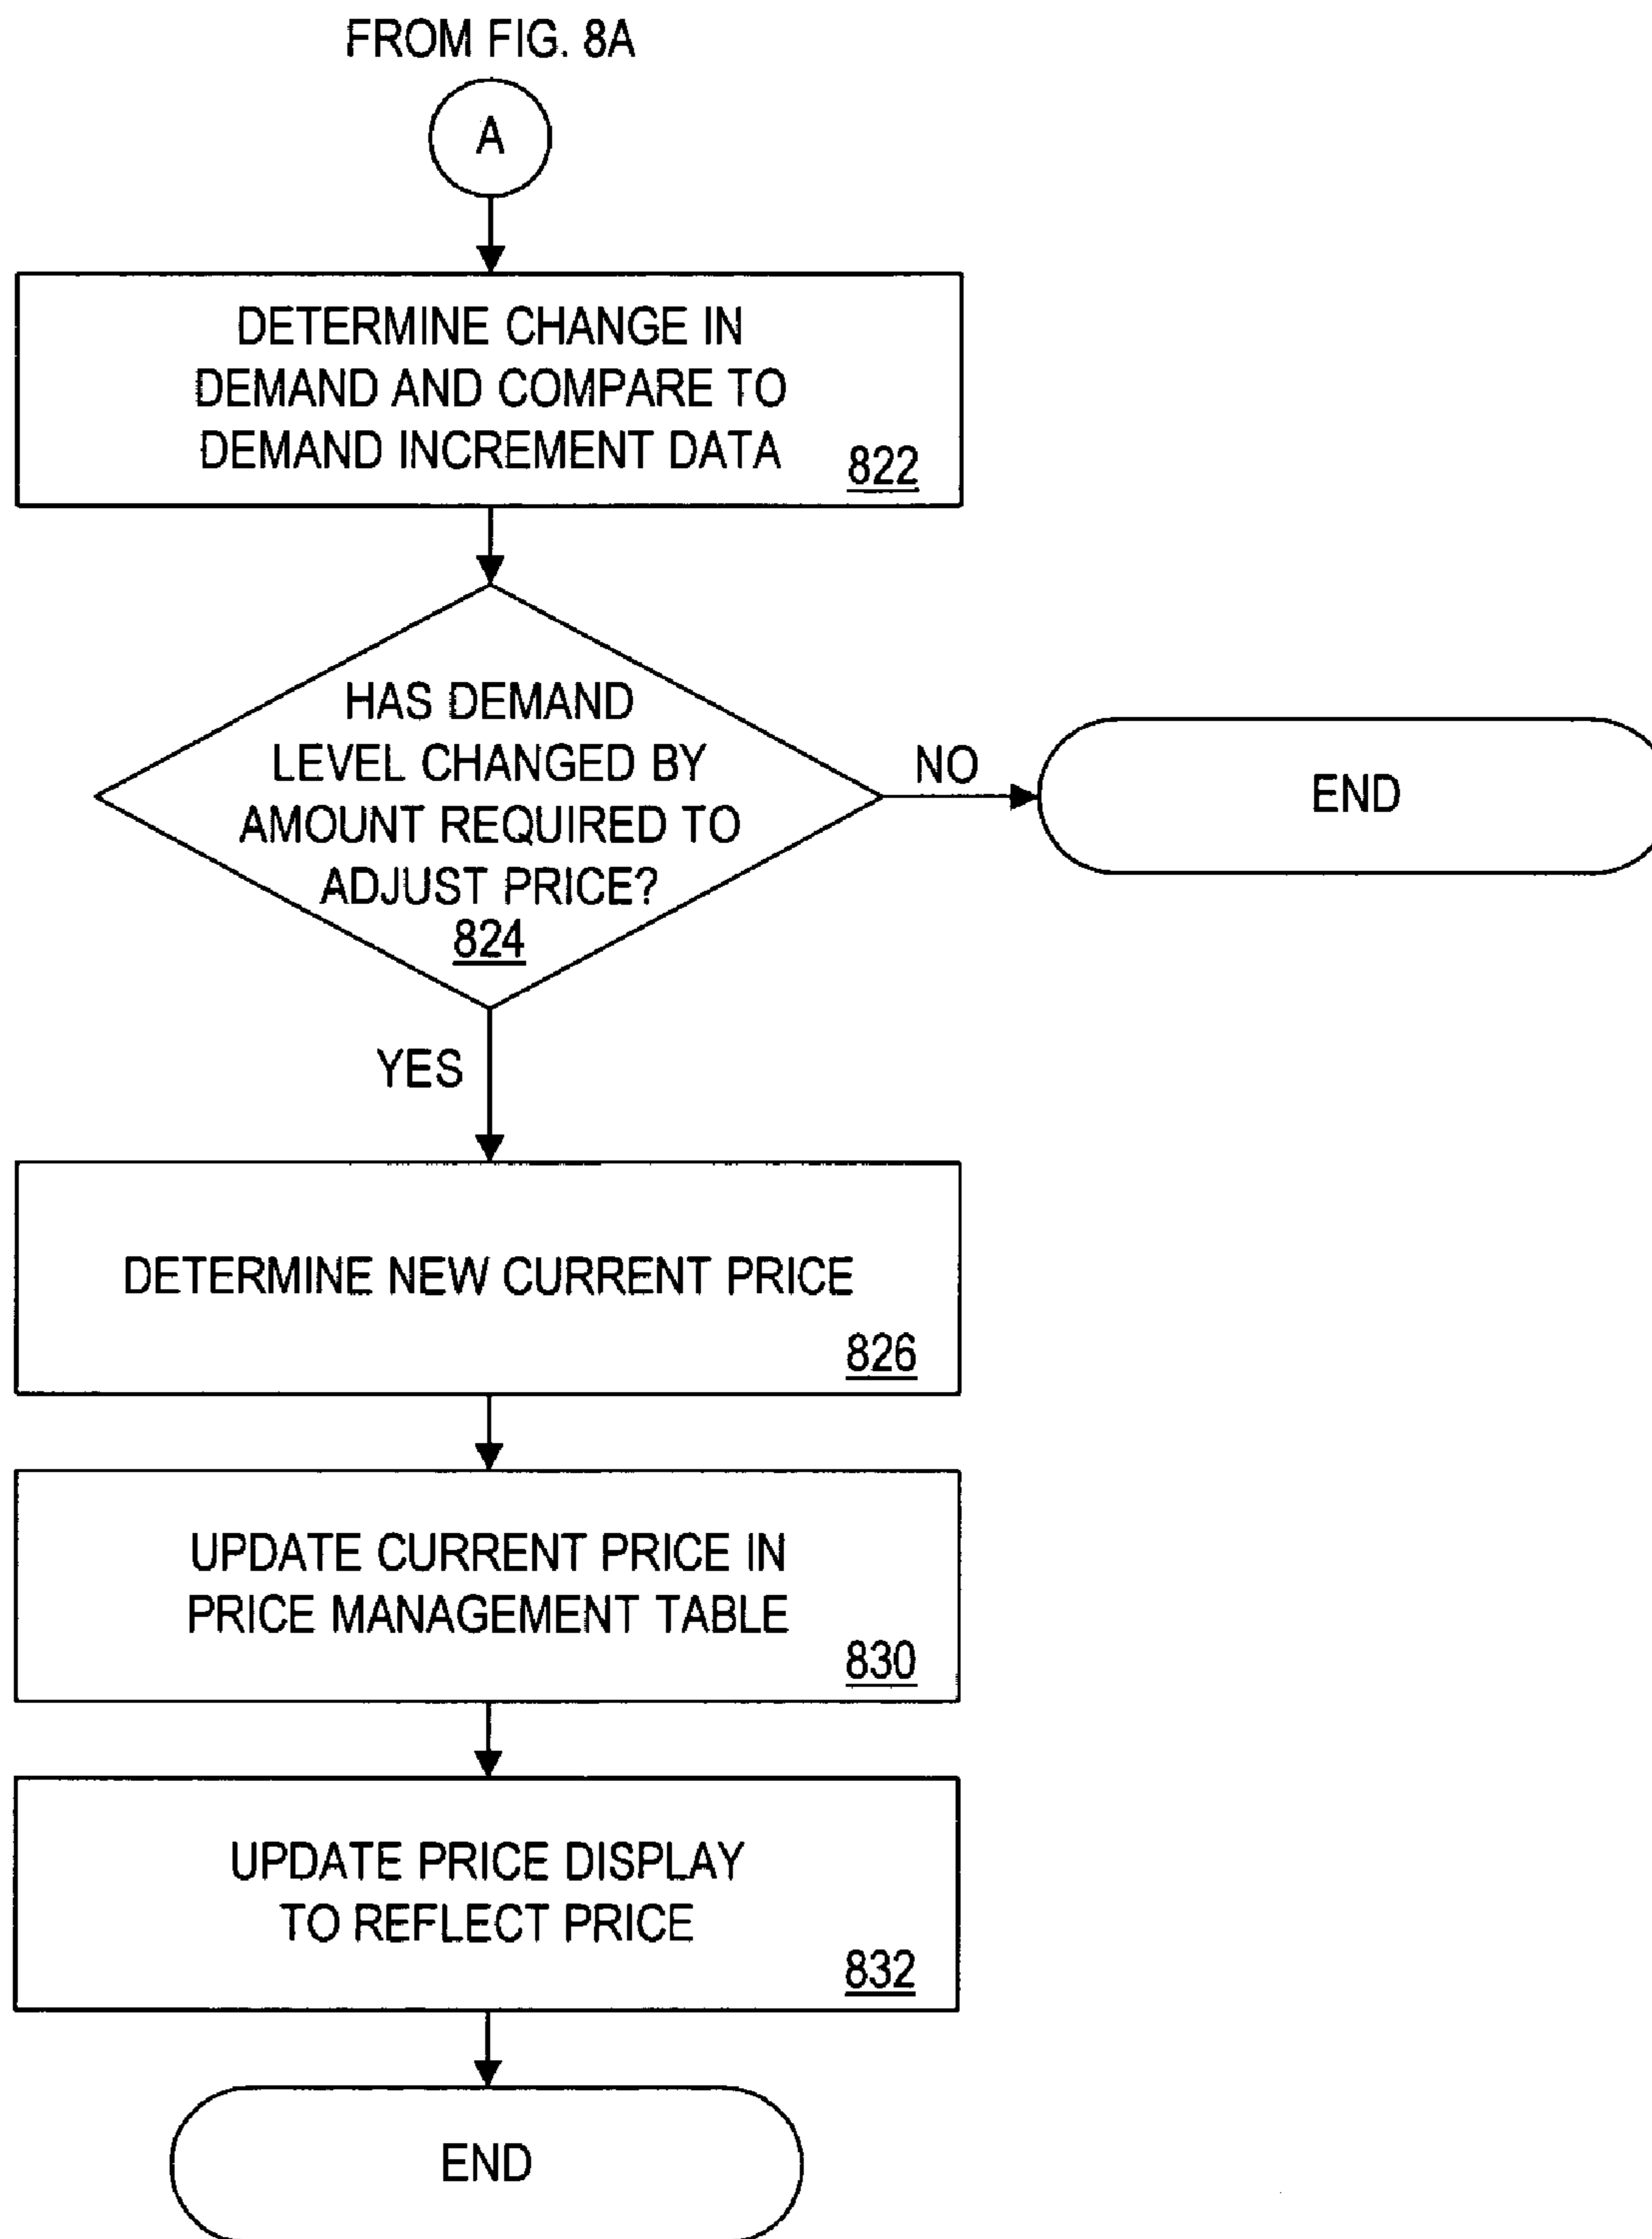 FROM FIG. 8A
A
DETERMINE CHANGE IN
DEMAND AND COMPARE TO
DEMAND INCREMENT DATA
822
HAS DEMAND
LEVEL CHANGED BY
AMOUNT REQUIRED TO
ADJUST PRICE?
824
NO
END
YES
DETERMINE NEW CURRENT PRICE
826
UPDATE CURRENT PRICE IN
PRICE MANAGEMENT TABLE
830
UPDATE PRICE DISPLAY
TO REFLECT PRICE
832
END